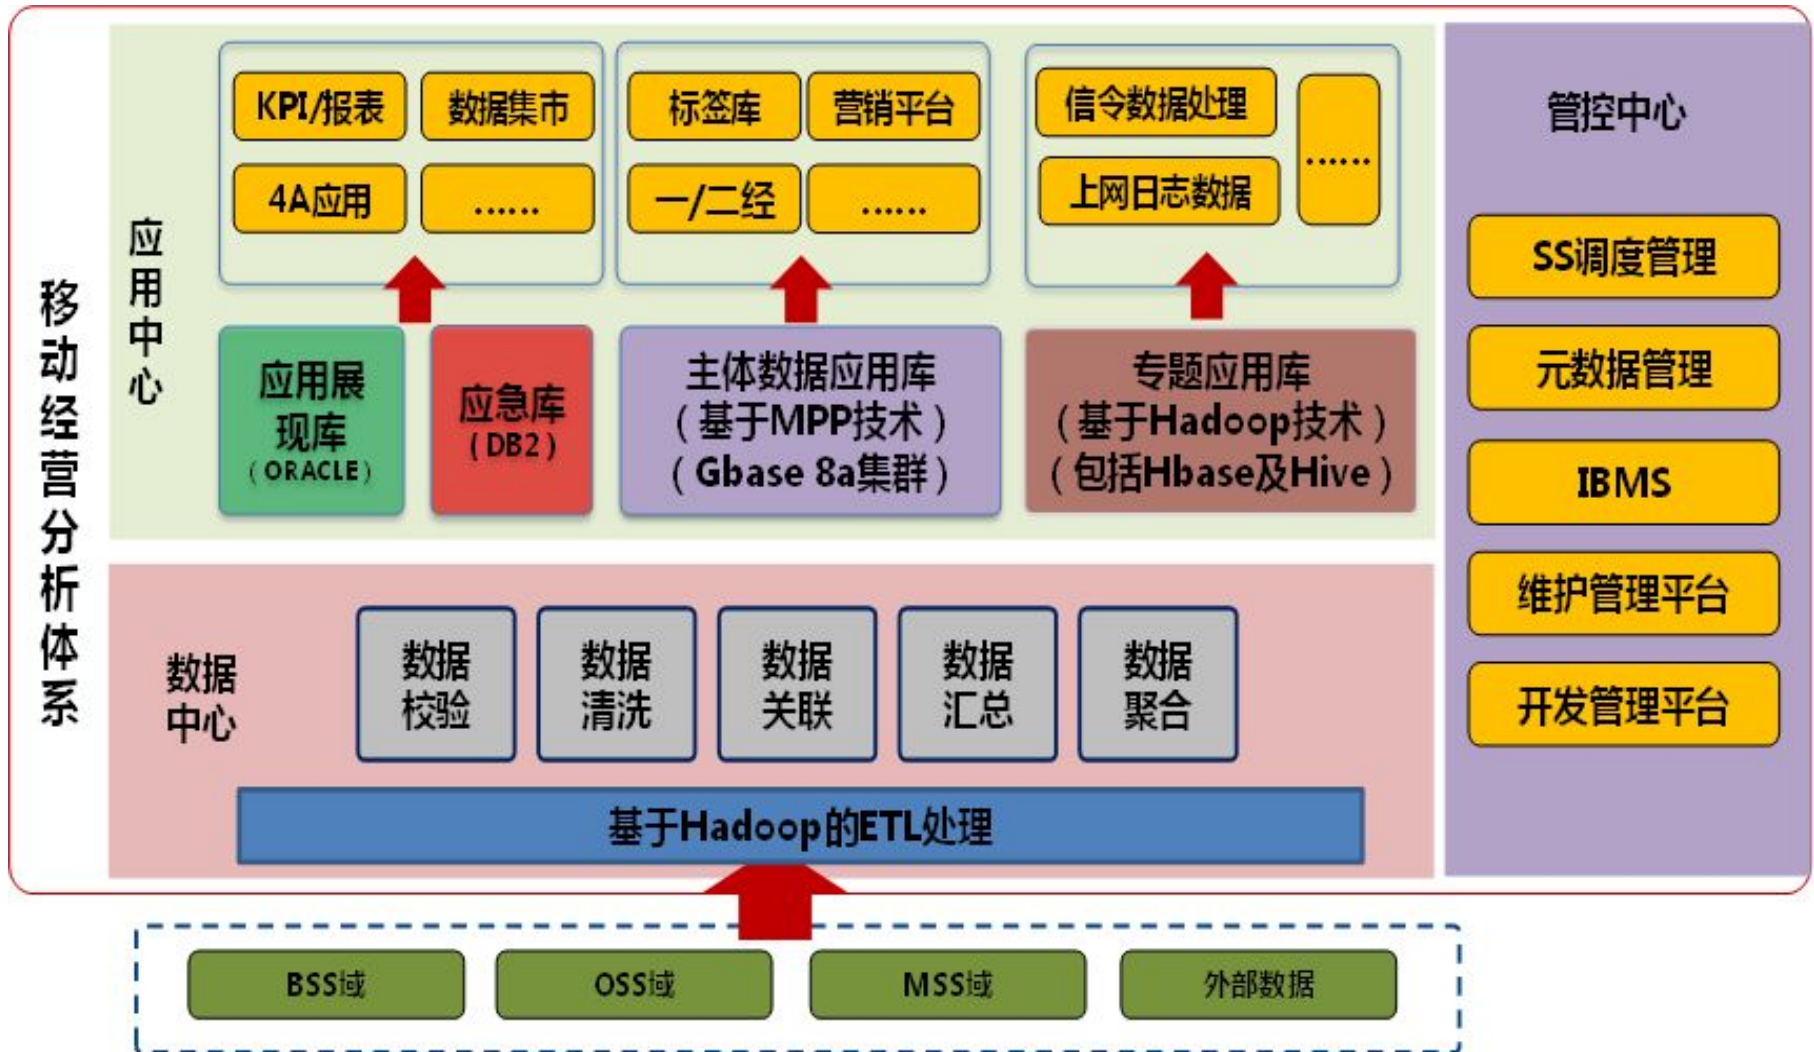 移动经营分析体系
应用中心
KPI/报表
数据集市
4A应用
......
标签库
营销平台
一/二经
......
信令数据处理
上网日志数据
......
应用展
现库
（ORACLE）
应急库
（DB2）
主体数据应用库
（基于MPP技术）
（Gbase 8a集群）
专题应用库
（基于Hadoop技术）
（包括Hbase及Hive）
数据
中心
数据
校验
数据
清洗
数据
关联
数据
汇总
数据
聚合
基于Hadoop的ETL处理
管控中心
SS调度管理
元数据管理
IBMS
维护管理平台
开发管理平台
BSS域
OSS域
MSS域
外部数据